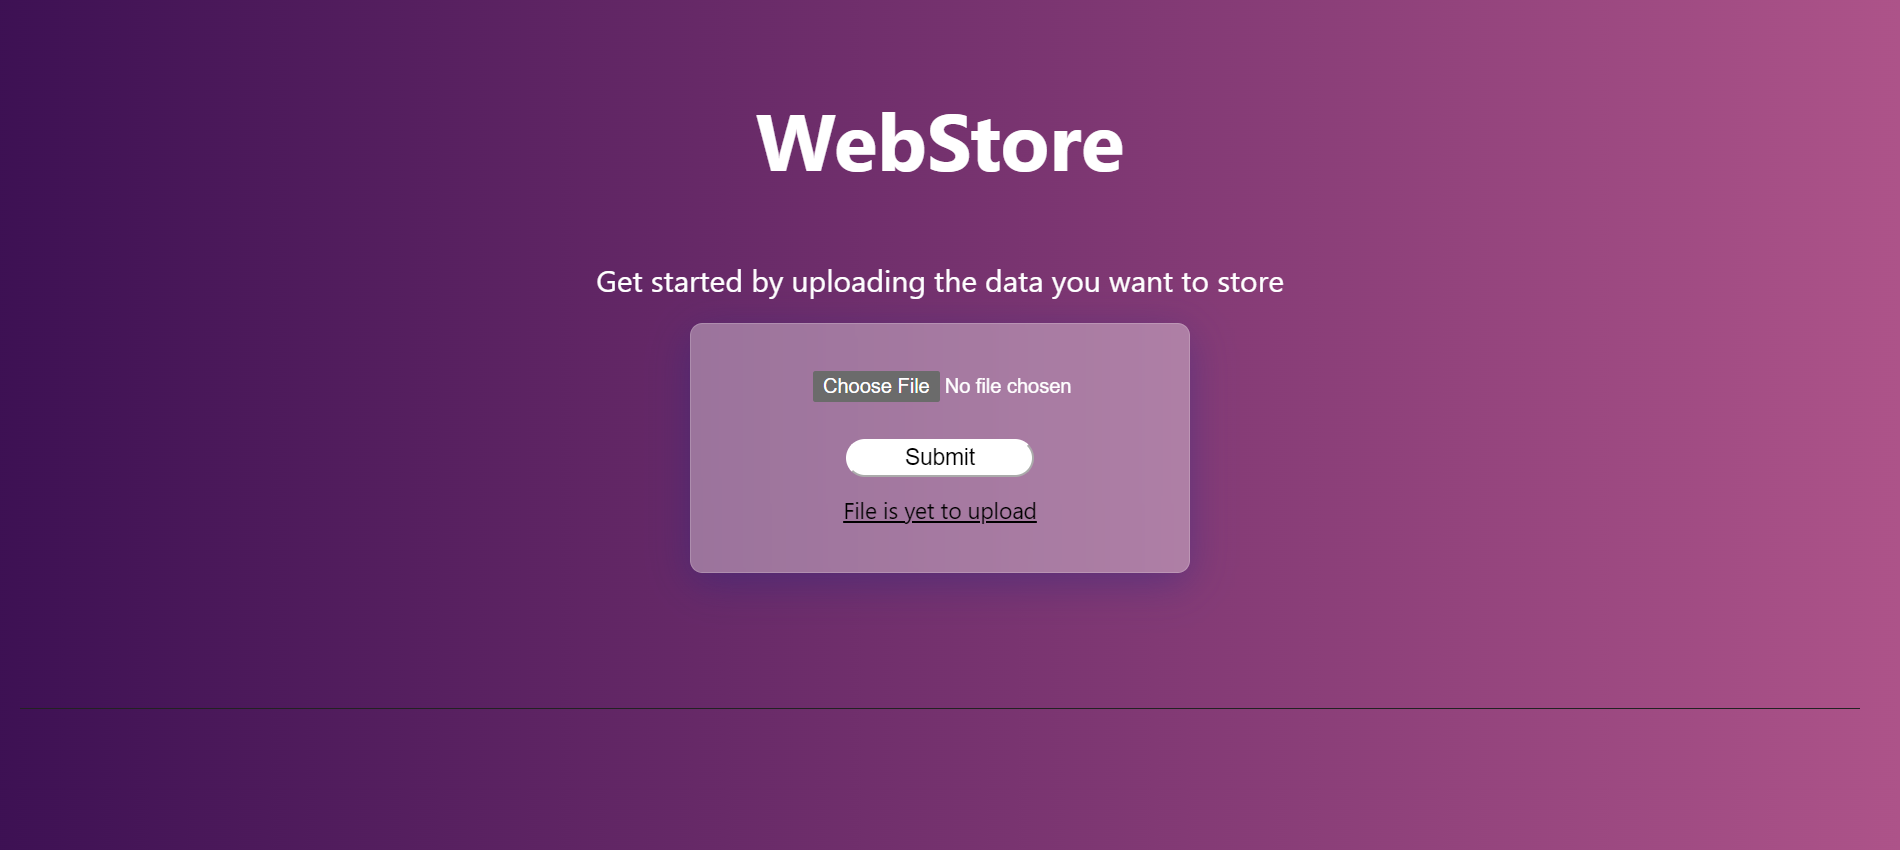 WebStore
Get started by uploading the data you want to store
Choose File No file chosen
Submit
File is yet to upload